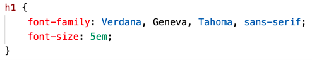 h1 {
    font-family: Verdana, Geneva, Tahoma, sans-serif;
    font-size: 5em;
}